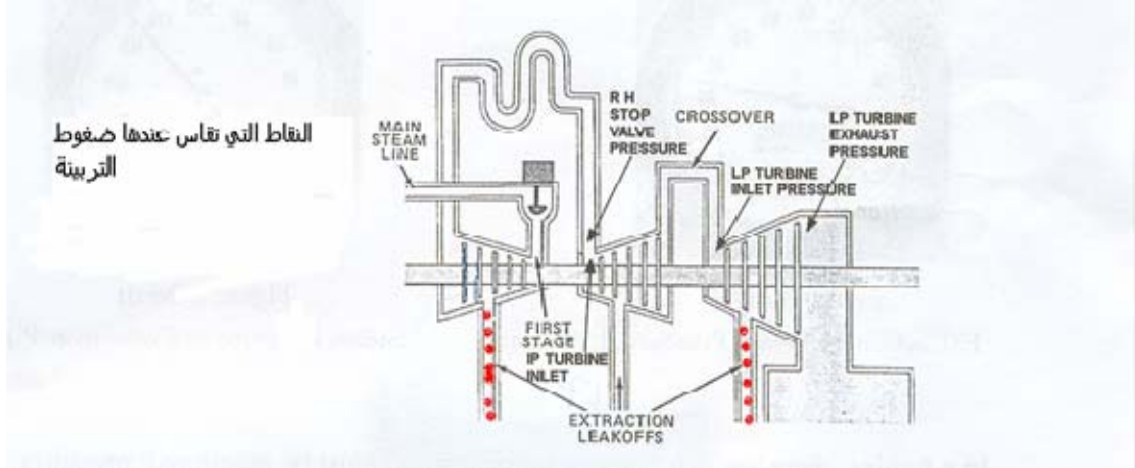 النقاط التي تقاس عندها ضغوط
التربينة
MAIN
STEAM
LINE
R H
STOP
VALVE
PRESSURE
CROSSOVER
LP TURBINE
EXHAUST
PRESSURE
LP TURBINE
INLET PRESSURE
FIRST
STAGE
IP TURBINE
INLET
EXTRACTION
LEAKOFFS